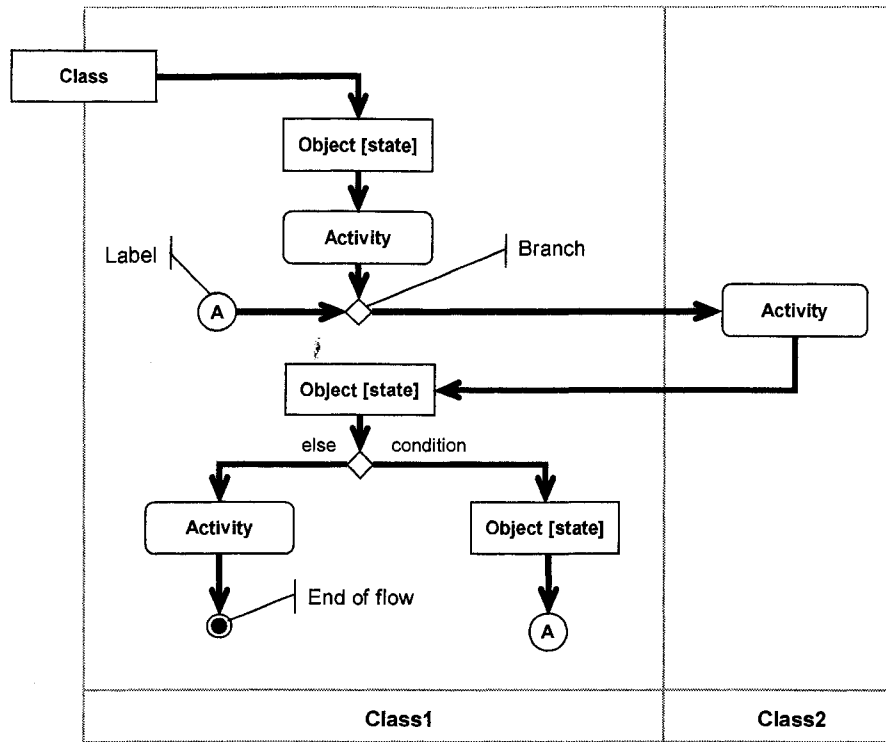 Class
Object [state]
Activity
Label
Branch
A
Activity
Object [state]
else
condition
Activity
Object [state]
End of flow
A
Class1
Class2